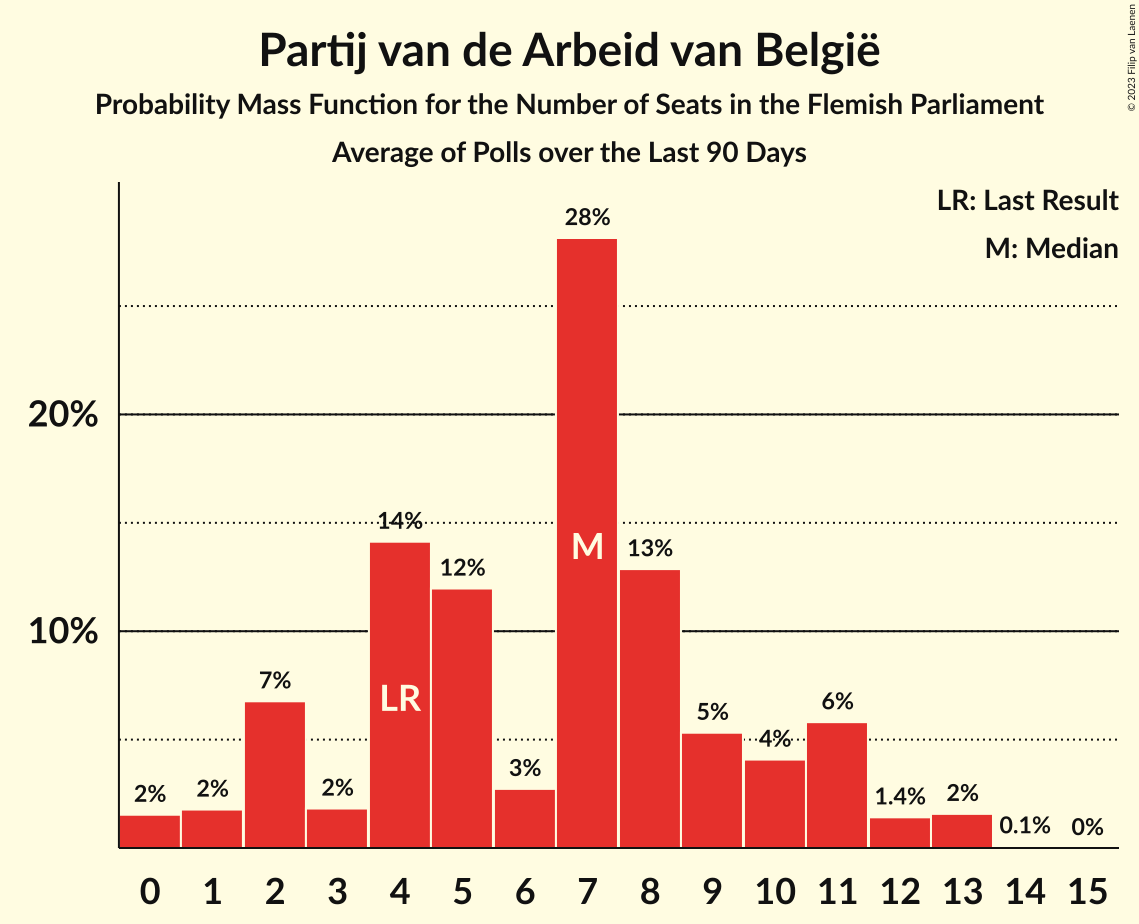 Partij van de Arbeid van België
Probability Mass Function for the Number of Seats in the Flemish Parliament
Average of Polls over the Last 90 Days
© 2023 Filip van Laenen
LR: Last Result
M: Median
28%
20%
14%
M
13%
12%
10%
LR
7%
6%
5%
4%
3%
2%
2%
2%
1.4%
2%
0.1%
0%
0 1 2 3 4 5 6 7 8 9 10 11 12 13 14 15